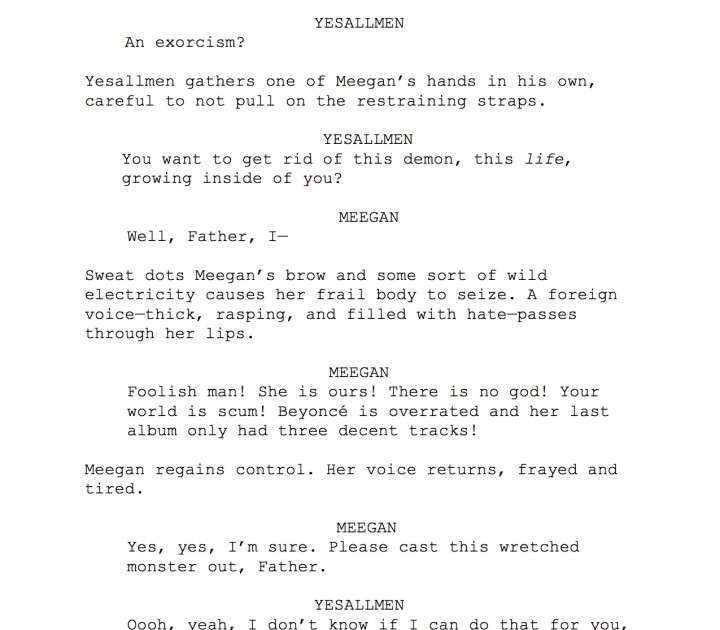 YESALLMEN
An exorcism?
Yesallmen gathers one of Meegan’s hands in his own,
careful to not pull on the restraining straps.
YESALLMEN
You want to get rid of this demon, this life,
growing inside of you?
MEEGAN
Well, Father, I—
Sweat dots Meegan’s brow and some sort of wild
electricity causes her frail body to seize. A foreign
voice—thick, rasping, and filled with hate—passes
through her lips.
MEEGAN
Foolish man! She is ours! There is no god! Your
world is scum! Beyoncé is overrated and her last
album only had three decent tracks!
Meegan regains control. Her voice returns, frayed and
tired.
MEEGAN
Yes, yes, I’m sure. Please cast this wretched
monster out, Father.
YESALLMEN
Oooh, yeah, I don’t know if I can do that for you,